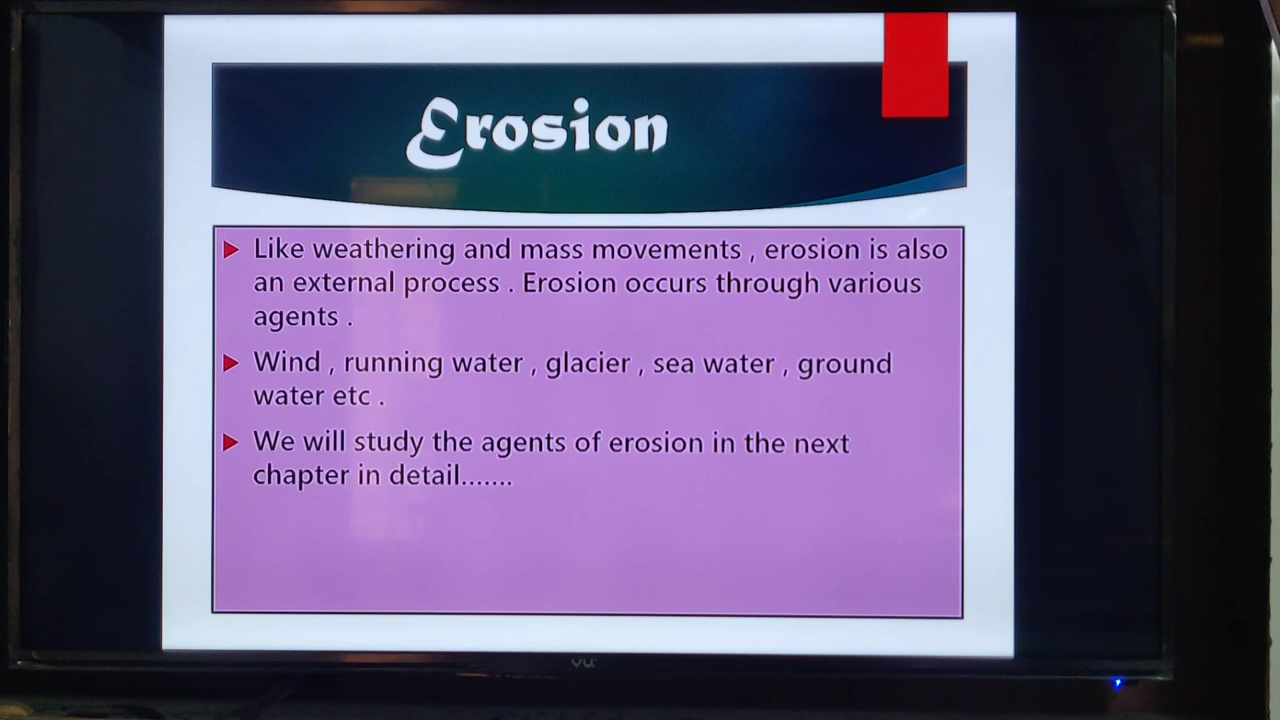 Erosion
Like weathering and mass movements , erosion is also
an external process . Erosion occurs through various
agents .
Wind , running water , glacier , sea water , ground
water etc .
We will study the agents of erosion in the next
chapter in detail.......
vu